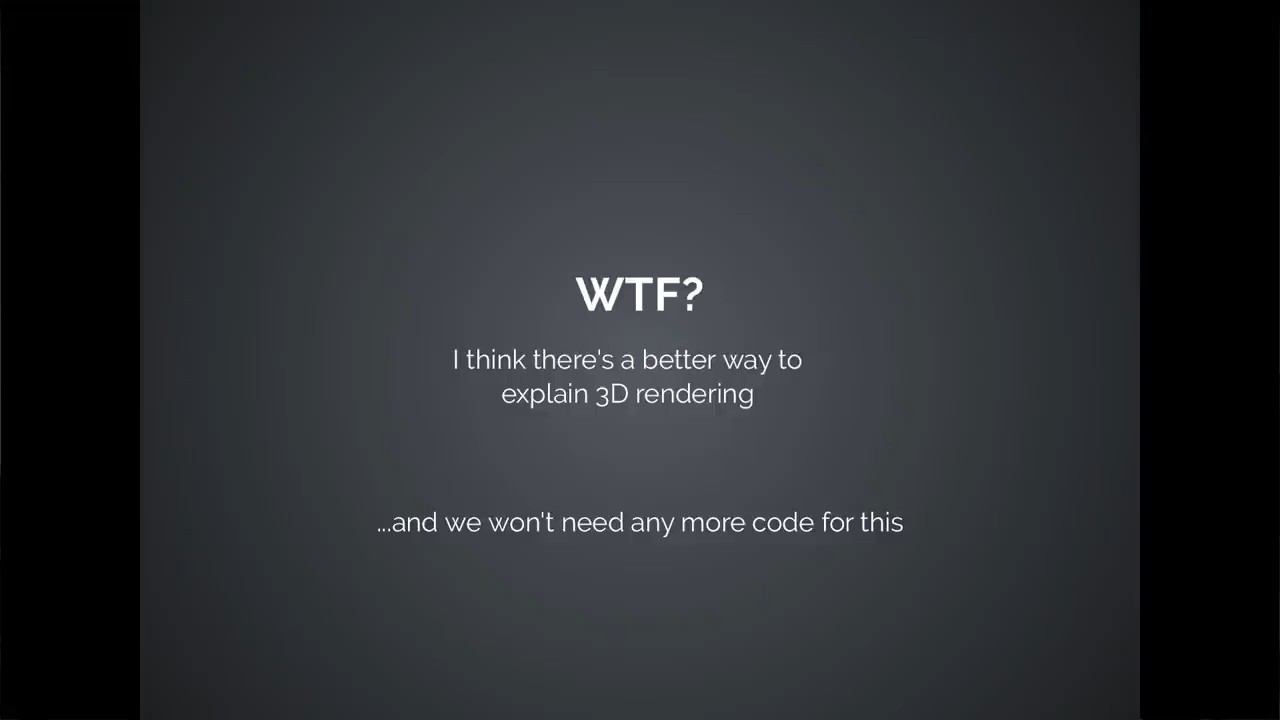 WTF?
I think there's a better way to
explain 3D rendering
...and we won't need any more code for this